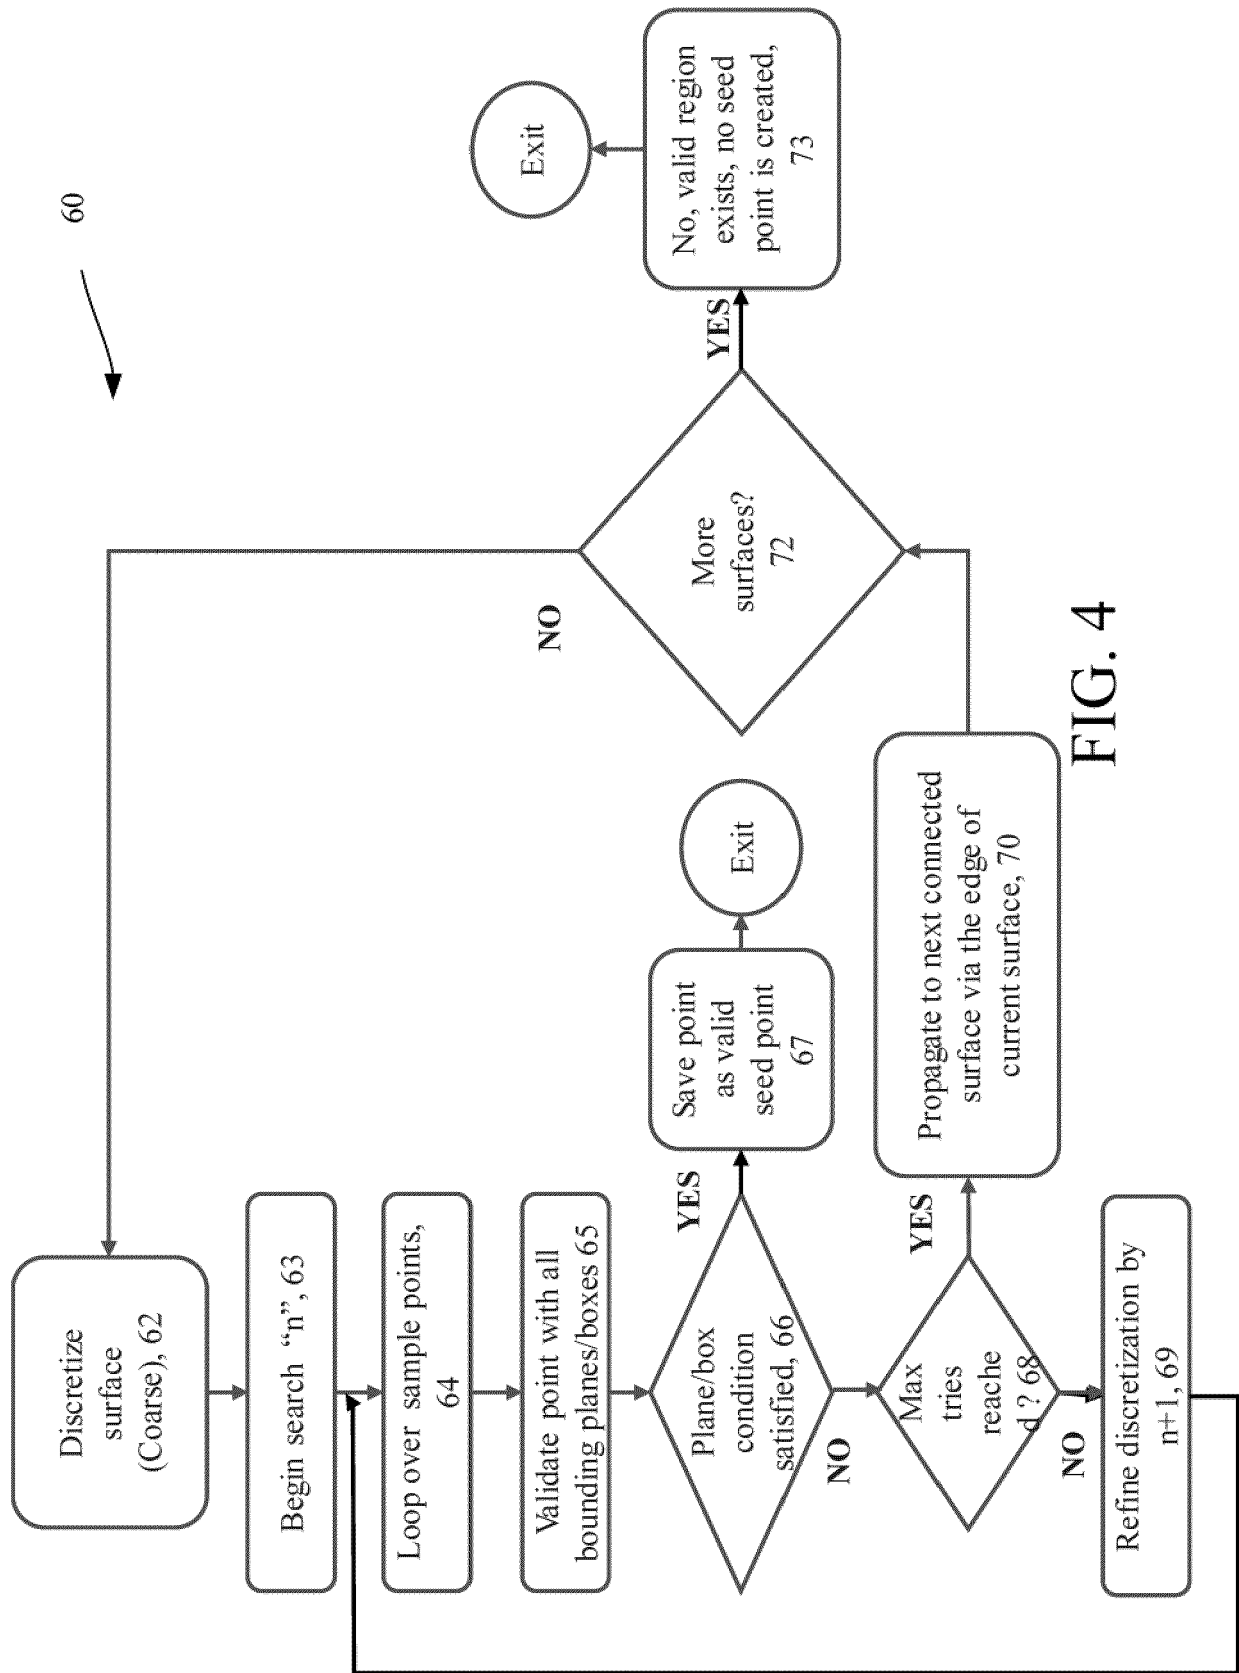 60
Discretize
surface
(Coarse), 62
Begin search “n”, 63
Loop over sample points,
64
Validate point with all
bounding planes/boxes 65
Plane/box
condition
satisfied, 66
YES
Save point
as valid
seed point
67
Exit
NO
Max
tries
reache
d ? 68
YES
Propagate to next connected
surface via the edge of
current surface, 70
NO
Refine discretization by
n+1, 69
More
surfaces?
72
NO
YES
No, valid region
exists, no seed
point is created,
73
Exit
FIG. 4